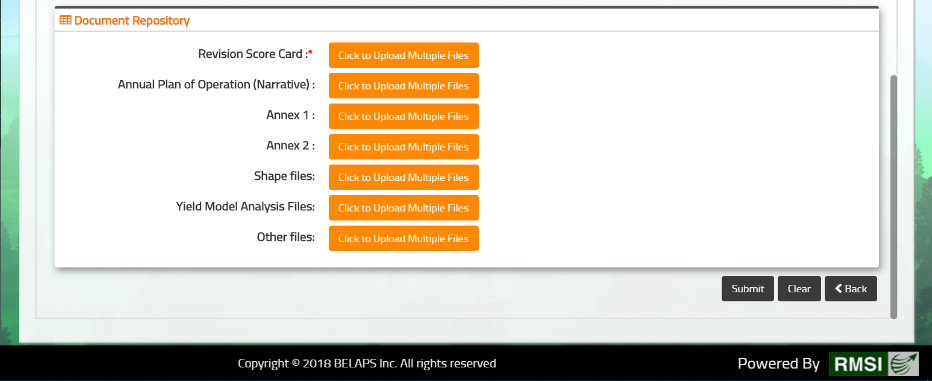 Document Repository
Revision Score Card :* Click to Upload Multiple Files
Annual Plan of Operation (Narrative) : Click to Upload Multiple Files
Annex 1 : Click to Upload Multiple Files
Annex 2 : Click to Upload Multiple Files
Shape files: Click to Upload Multiple Files
Yield Model Analysis Files: Click to Upload Multiple Files
Other files: Click to Upload Multiple Files
Submit Clear Back
Copyright © 2018 BELAPS Inc. All rights reserved Powered By RMSI